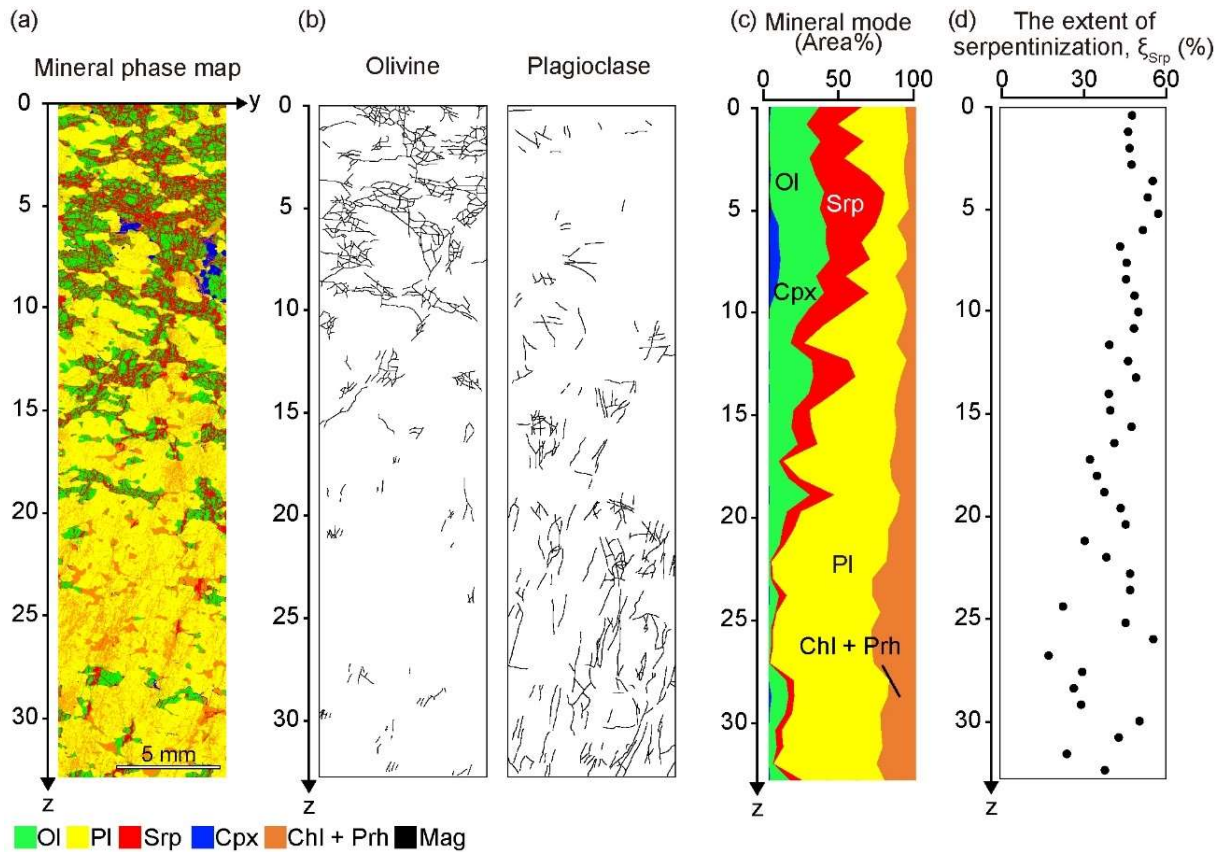 (a)
Mineral phase map
0
y
5
10
15
20
25
30
5 mm
z
(b)
Olivine
Plagioclase
0
5
10
15
20
25
30
z
(c)
Mineral mode
(Area%)
0 50 100
0
5
10
15
20
25
30
Ol
Srp
Cpx
Pl
Chl + Prh
z
(d)
The extent of
serpentinization, ξSrp (%)
0 30 60
0
5
10
15
20
25
30
z
Ol Pl Srp Cpx Chl + Prh Mag